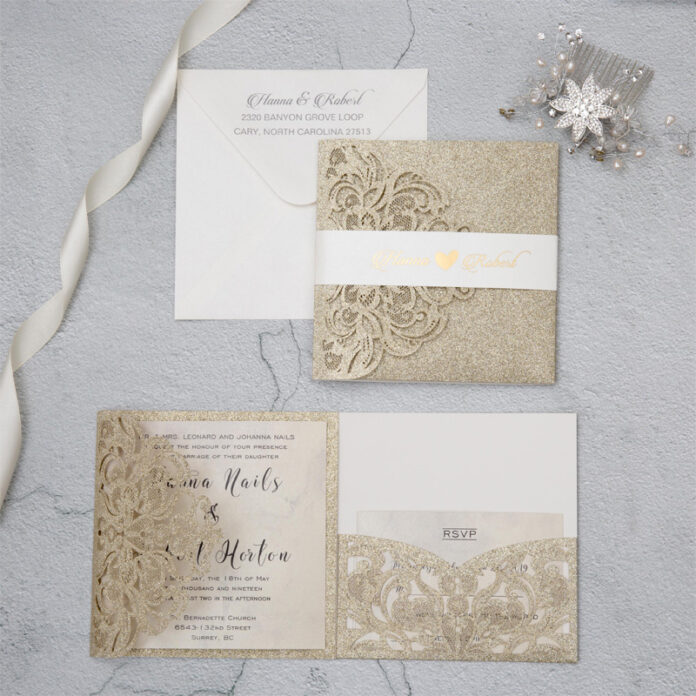 Hanna & Robert
2320 BANYON GROVE LOOP
CARY, NORTH CAROLINA 27513
Hanna Robert
MRS. LEONARD AND JOHANNA NAILS
THE HONOUR OF YOUR PRESENCE
MARRIAGE OF THEIR DAUGHTER
Nails
&
Horton
, THE 18TH OF MAY
THOUSAND AND NINETEEN
PAST TWO IN THE AFTERNOON
BERNADETTE CHURCH
6543-132ND STREET
SURREY, BC
RSVP